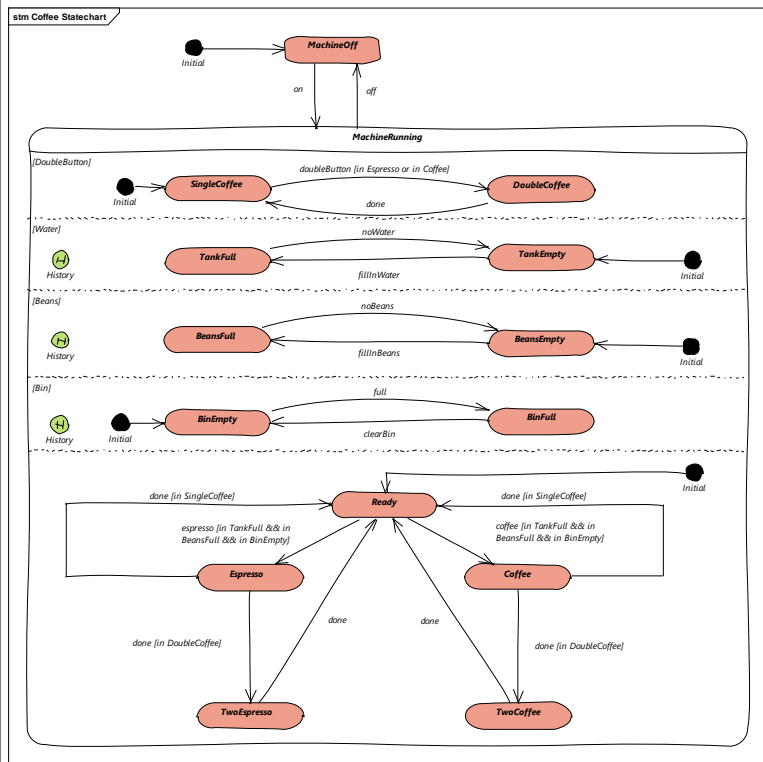 stm Coffee Statechart
MachineOff
Initial
on
off
MachineRunning
[DoubleButton]
doubleButton [in Espresso or in Coffee]
SingleCoffee
DoubleCoffee
Initial
done
[Water]
noWater
TankFull
TankEmpty
History
fillInWater
Initial
[Beans]
noBeans
BeansFull
BeansEmpty
History
fillInBeans
Initial
[Bin]
full
BinEmpty
BinFull
History
Initial
clearBin
Initial
done [in SingleCoffee]
Ready
done [in SingleCoffee]
espresso [in TankFull && in
BeansFull && in BinEmpty]
coffee [in TankFull && in
BeansFull && in BinEmpty]
Espresso
Coffee
done
done
done [in DoubleCoffee]
done [in DoubleCoffee]
TwoEspresso
TwoCoffee